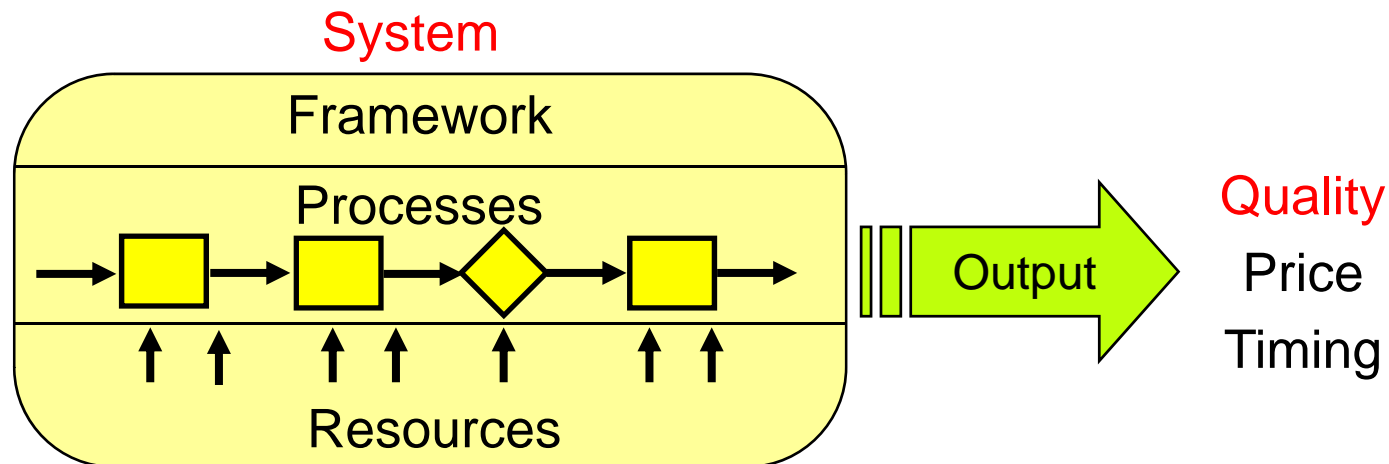 System
Framework
Processes
Resources
Output
Quality
Price
Timing